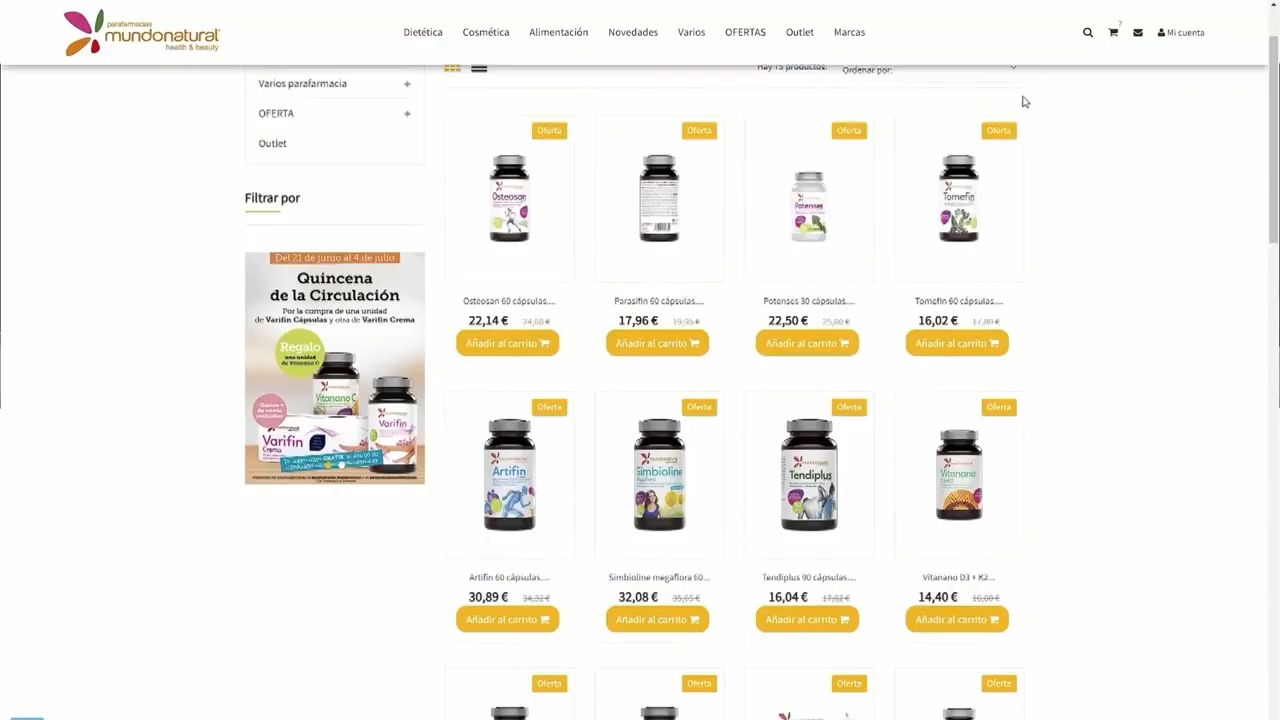 parafarmacias
mundonatural
health & beauty
Dietética
Cosmética
Alimentación
Novedades
Varios
OFERTAS
Outlet
Marcas
?
Mi cuenta
Hay 15 productos.
Ordenar por:
Varios parafarmacia +
OFERTA +
Outlet
Filtrar por
Del 21 de junio al 4 de julio
Quincena
de la Circulación
Por la compra de una unidad
de Varifin Cápsulas y otra de Varifin Crema
Regalo
una unidad
de Vitanano C
Vitanano C
Varifin
Varifin
Crema
Oferta
Oferta
Oferta
Oferta
Osteosan
Potenses
Tomefin
Osteosan 60 cápsulas....
Parasifin 60 cápsulas....
Potenses 30 cápsulas....
Tomefin 60 cápsulas....
22,14 € 24,60 €
17,96 € 19,96 €
22,50 € 25,00 €
16,02 € 17,80 €
Añadir al carrito
Añadir al carrito
Añadir al carrito
Añadir al carrito
Oferta
Oferta
Oferta
Oferta
mundonatural
Artifin
mundonatural
Simbioline
mundonatural
Tendiplus
Vitanano
Artifin 60 cápsulas....
Simbioline megaflora 60...
Tendiplus 90 cápsulas....
Vitanano D3 + K2...
30,89 € 34,32 €
32,08 € 35,65 €
16,04 € 17,82 €
14,40 € 16,00 €
Añadir al carrito
Añadir al carrito
Añadir al carrito
Añadir al carrito
Oferta
Oferta
Oferta
Oferta